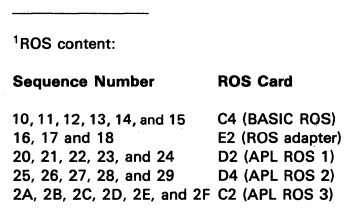 ¹ROS content:
Sequence Number ROS Card
10, 11, 12, 13, 14, and 15 C4 (BASIC ROS)
16, 17 and 18 E2 (ROS adapter)
20, 21, 22, 23, and 24 D2 (APL ROS 1)
25, 26, 27, 28, and 29 D4 (APL ROS 2)
2A, 2B, 2C, 2D, 2E, and 2F C2 (APL ROS 3)